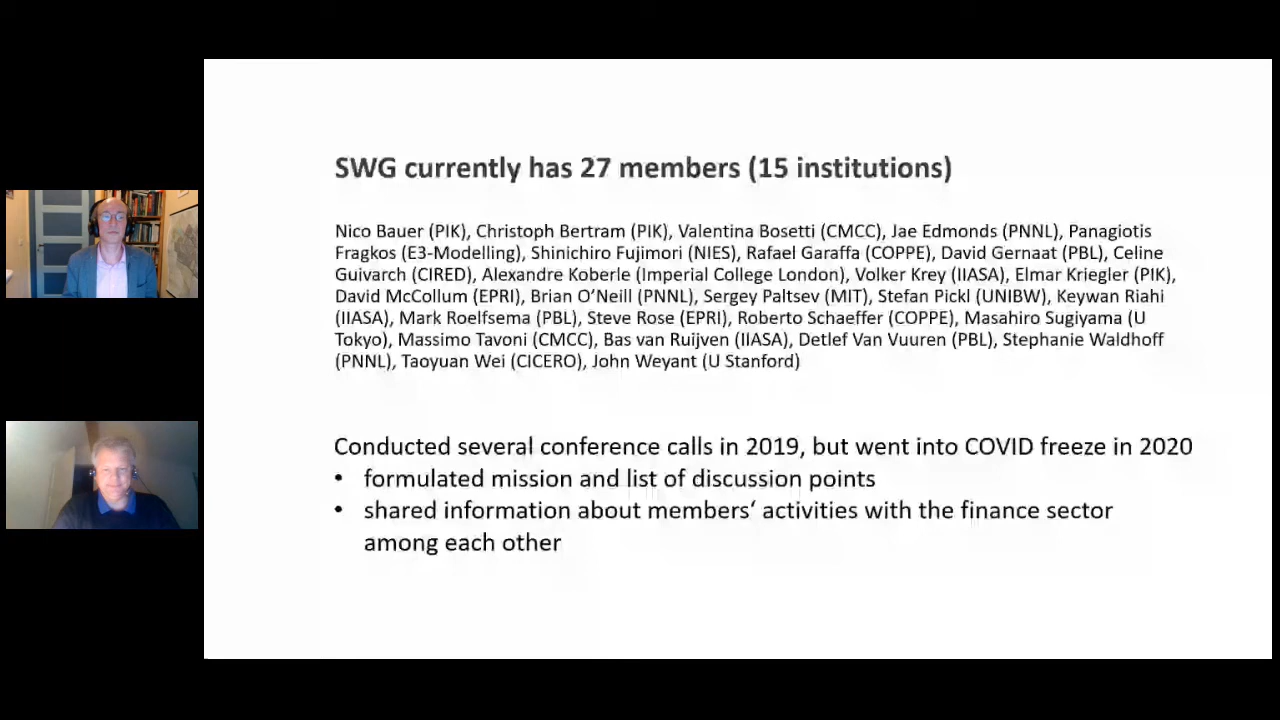 SWG currently has 27 members (15 institutions)
Nico Bauer (PIK), Christoph Bertram (PIK), Valentina Bosetti (CMCC), Jae Edmonds (PNNL), Panagiotis
Fragkos (E3-Modelling), Shinichiro Fujimori (NIES), Rafael Garaffa (COPPE), David Gernaat (PBL), Celine
Guivarch (CIRED), Alexandre Koberle (Imperial College London), Volker Krey (IIASA), Elmar Kriegler (PIK),
David McCollum (EPRI), Brian O’Neill (PNNL), Sergey Paltsev (MIT), Stefan Pickl (UNIBW), Keywan Riahi
(IIASA), Mark Roelfsema (PBL), Steve Rose (EPRI), Roberto Schaeffer (COPPE), Masahiro Sugiyama (U
Tokyo), Massimo Tavoni (CMCC), Bas van Ruijven (IIASA), Detlef Van Vuuren (PBL), Stephanie Waldhoff
(PNNL), Taoyuan Wei (CICERO), John Weyant (U Stanford)
Conducted several conference calls in 2019, but went into COVID freeze in 2020
• formulated mission and list of discussion points
• shared information about members‘ activities with the finance sector
among each other